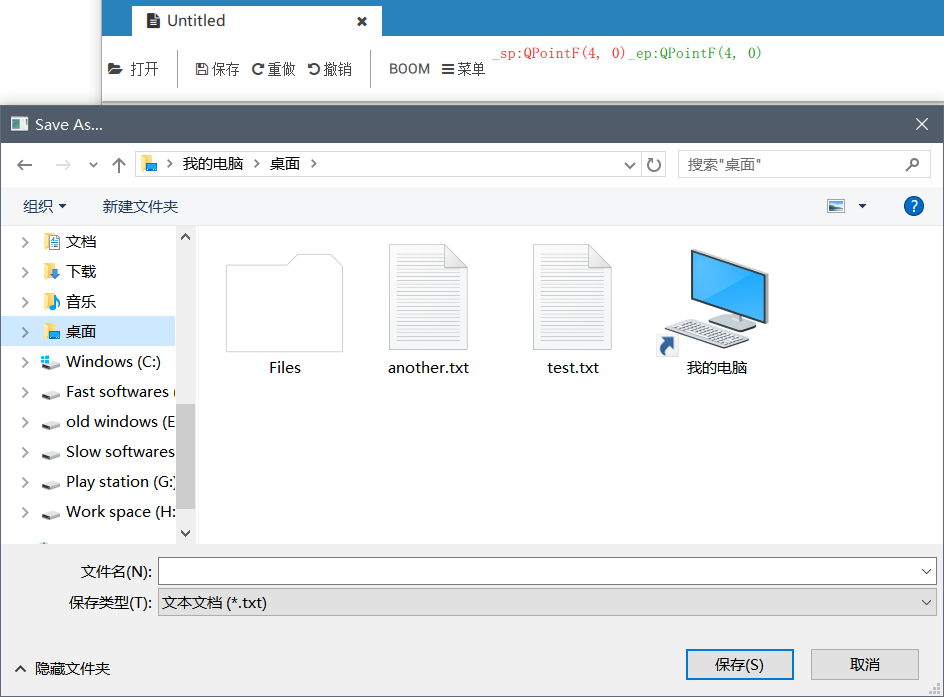 Untitled
打开 保存 重做 撤销 BOOM 菜单 _sp:QPointF(4, 0)_ep:QPointF(4, 0)
Save As...
我的电脑 桌面 搜索"桌面"
组织 新建文件夹 ?
文档
下载
音乐
桌面
Windows (C:)
Fast softwares (
old windows (E
Slow softwares
Play station (G:)
Work space (H:
Files another.txt test.txt 我的电脑
文件名(N):
保存类型(T): 文本文档 (*.txt)
隐藏文件夹 保存(S) 取消